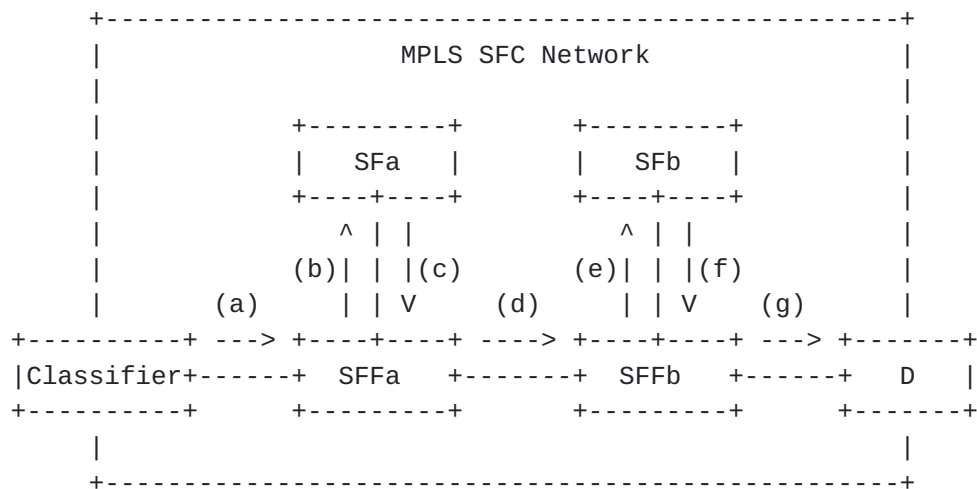 MPLS SFC Network
SFa SFb
(b) (c) (e) (f)
(a) (d) (g)
Classifier SFFa SFFb D